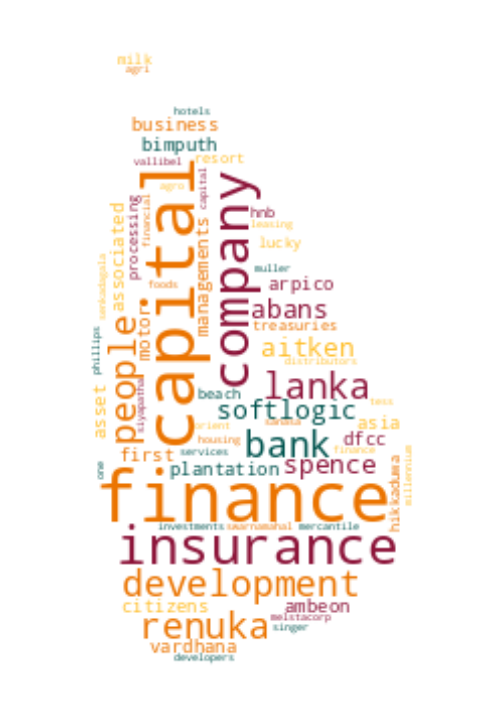 milk
agri
hotels
business
bimputh
vallibel
resort
agro
capital
capital
company
financial
processing
associated
managements
hnb
leasing
lucky
muller
senkadagala
foods
arpico
abans
treasuries
motor
people
phillips
aitken
distributors
siyapatha
asset
lanka
beach
softlogic
tess
sanasa
asia
orient
housing
bank
dfcc
first
services
finance
one
plantation
spence
hikkaduwa
millennium
finance
investments
swarnamahal
mercantile
insurance
development
citizens
ambeon
renuka
melstacorp
singer
vardhana
developers